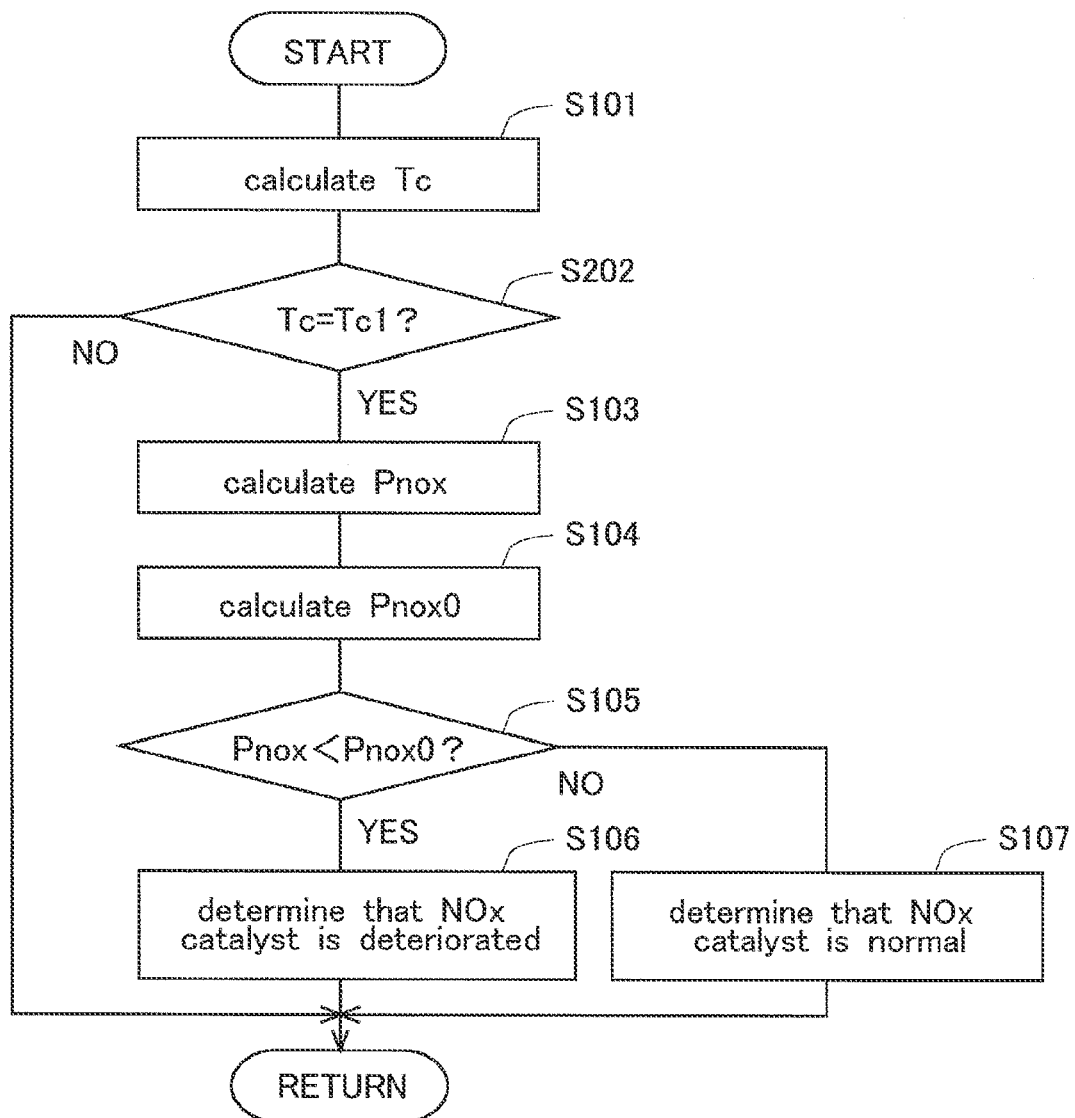 START
S101
calculate Tc
S202
Tc=Tc1?
NO
YES
S103
calculate Pnox
S104
calculate Pnox0
S105
Pnox<Pnox0?
NO
YES
S106
S107
determine that NOx
catalyst is deteriorated
determine that NOx
catalyst is normal
RETURN